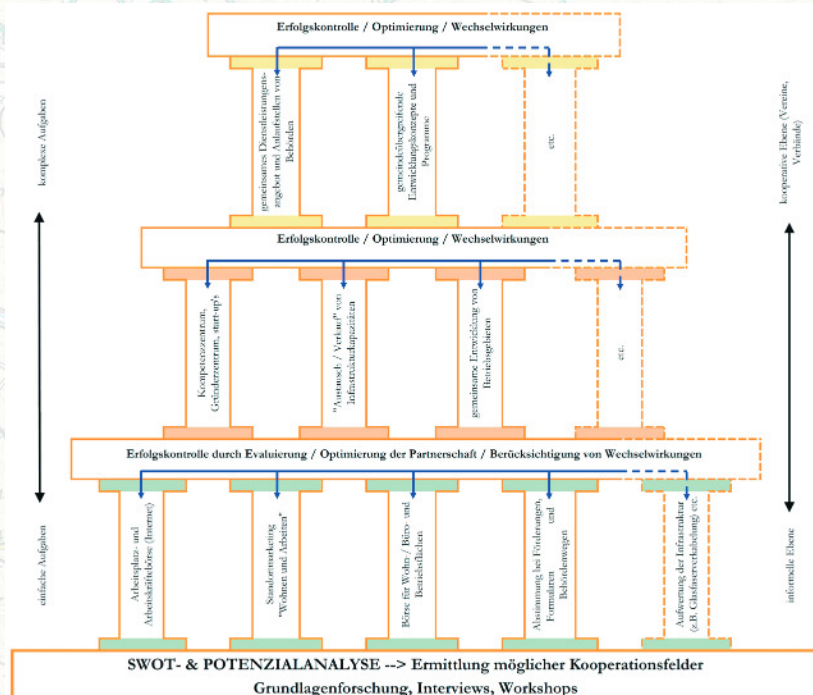 Erfolgskontrolle / Optimierung / Wechselwirkungen
gemeinsames Dienstleistungens-
angebot und Anlaufstellen von
Behörden
gemeindeübergreifende
Entwicklungskonzepte und
Programme
etc.
komplexe Aufgaben
kooperative Ebene (Vereine,
Verbände)
Erfolgskontrolle / Optimierung / Wechselwirkungen
Kompetenzzentrum,
Gründerzentrum, start-up's
"Austausch / Verkauf" von
Infrastrukturkapazitäten
gemeinsame Entwicklung von
Betriebsgebieten
etc.
Erfolgskontrolle durch Evaluierung / Optimierung der Partnerschaft / Berücksichtigung von Wechselwirkungen
einfache Aufgaben
Arbeitsplatz- und
Arbeitskräftebörse (Internet)
Standortmarketing
"Wohnen und Arbeiten"
Börse für Wohn-/ Büro- und
Betriebsflächen
Abstimmung bei Förderungen,
Formularen und
Behördenwegen
Aufwertung der Infrastruktur
(z.B. Glasfaserverkabelung) etc.
informelle Ebene
SWOT- & POTENZIALANALYSE --> Ermittlung möglicher Kooperationsfelder
Grundlagenforschung, Interviews, Workshops